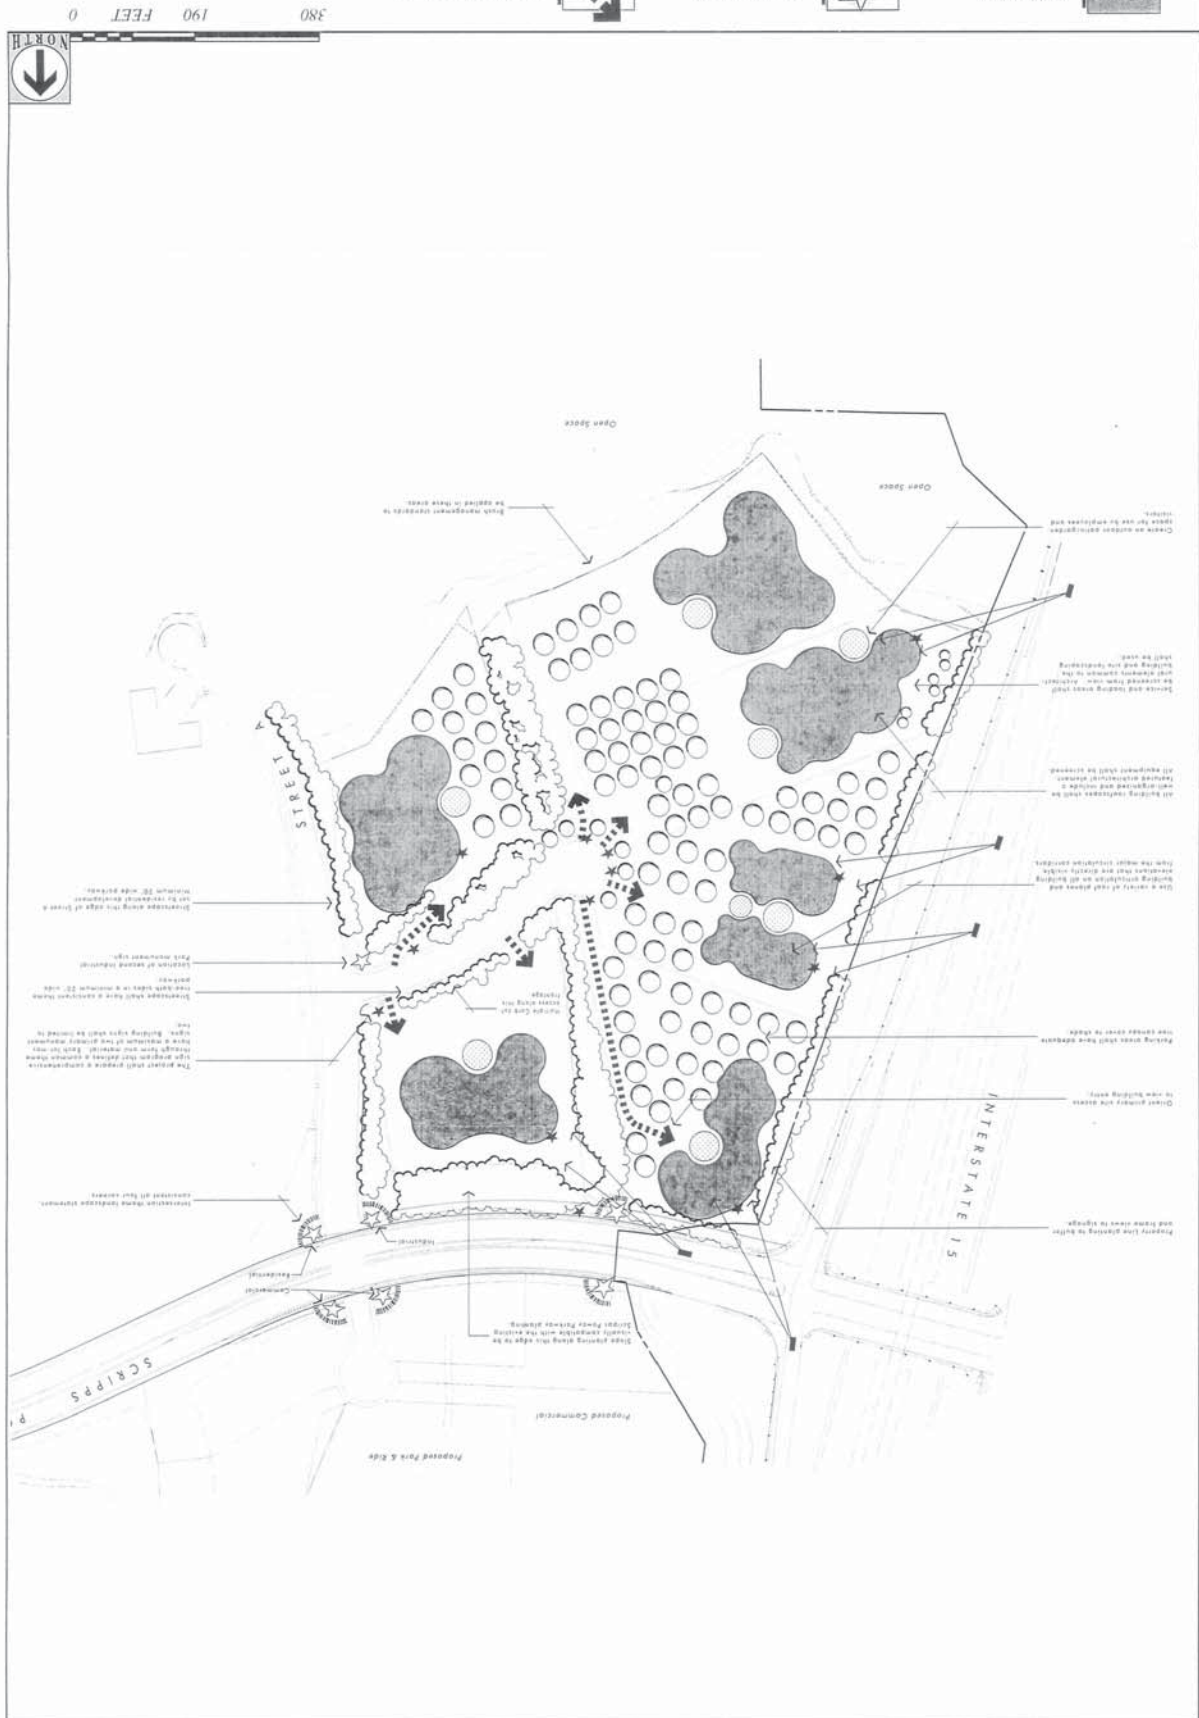 Proposed Park & Ride
Proposed Commercial
SCRIPPS
P
Slope planting along this edge to be
visually compatible with the existing
Scripps Poway Parkway planting.
Commercial
Residential
Industrial
Intersection theme landscape statement,
consistent all four corners
Property Line planting to buffer
and frame views to signage.
INTERSTATE 15
Orient primary site access
to view building entry.
Parking areas shall have adequate
tree canopy cover to shade
Use a variety of roof planes and
building articulation on all building
elevations that are directly visible
from the major circulation corridors.
All building roofscapes shall be
well-organized and include a
featured architectural element.
All equipment shall be screened.
Service and loading areas shall
be screened from view.
building and site landscaping
shall be used.
Create an outdoor patio/garden
space for use by employees and
visitors.
The project shall prepare a comprehensive
sign program that defines a common theme
through form and material. Each
have a maximum of two primary monument
signs. Building signs shall be limited to
two.
Multiple Curb cut
access along this
frontage
Streetscape shall have a consistent theme
tree both sides in a minimum
wide
parkway
Location of second Industrial
Park monument sign.
Streetscape along this edge of Street a
set by residential development
minimum
wide parkway.
STREET A
Brush management standards to
be applied in these areas.
Open Space
Open Space
NORTH
0 190 FEET 380